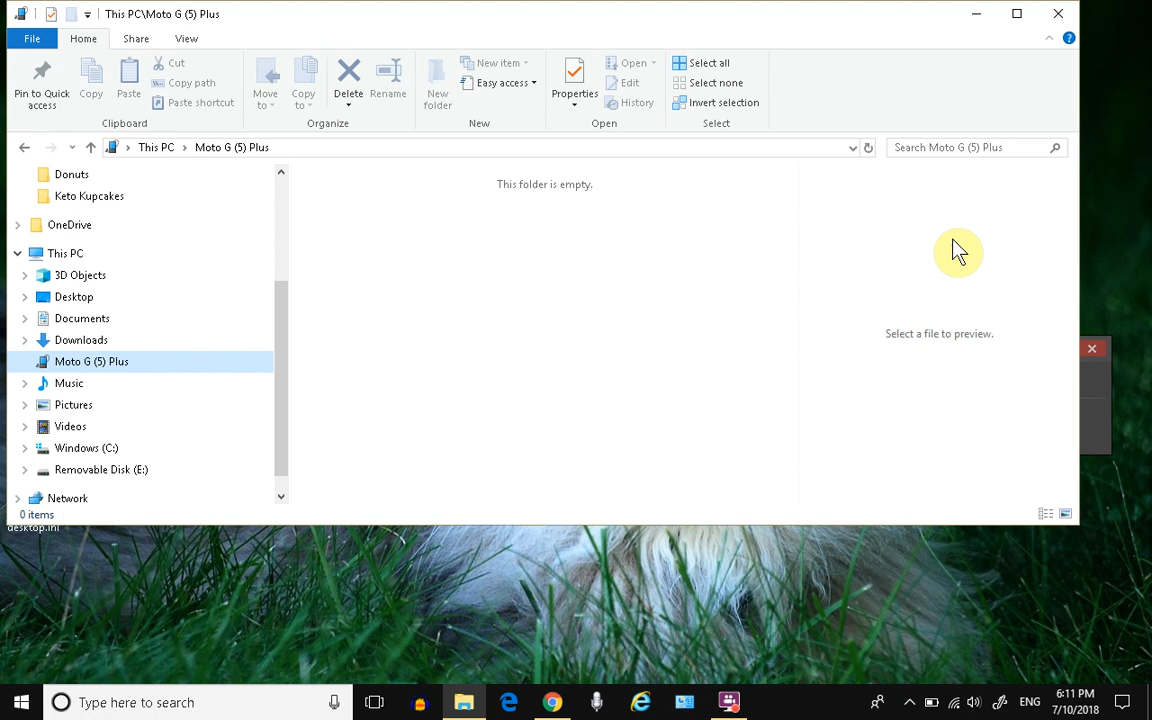 This PC\Moto G (5) Plus
File Home Share View
Pin to Quick access
Copy
Paste
Cut
Copy path
Paste shortcut
Clipboard
Move to
Copy to
Delete
Rename
Organize
New folder
New item
Easy access
New
Properties
Open
Edit
History
Open
Select all
Select none
Invert selection
Select
This PC > Moto G (5) Plus
Search Moto G (5) Plus
Donuts
Keto Kupcakes
OneDrive
This PC
3D Objects
Desktop
Documents
Downloads
Moto G (5) Plus
Music
Pictures
Videos
Windows (C:)
Removable Disk (E:)
Network
This folder is empty.
Select a file to preview.
0 items
desktop.ini
Type here to search
ENG
6:11 PM
7/10/2018